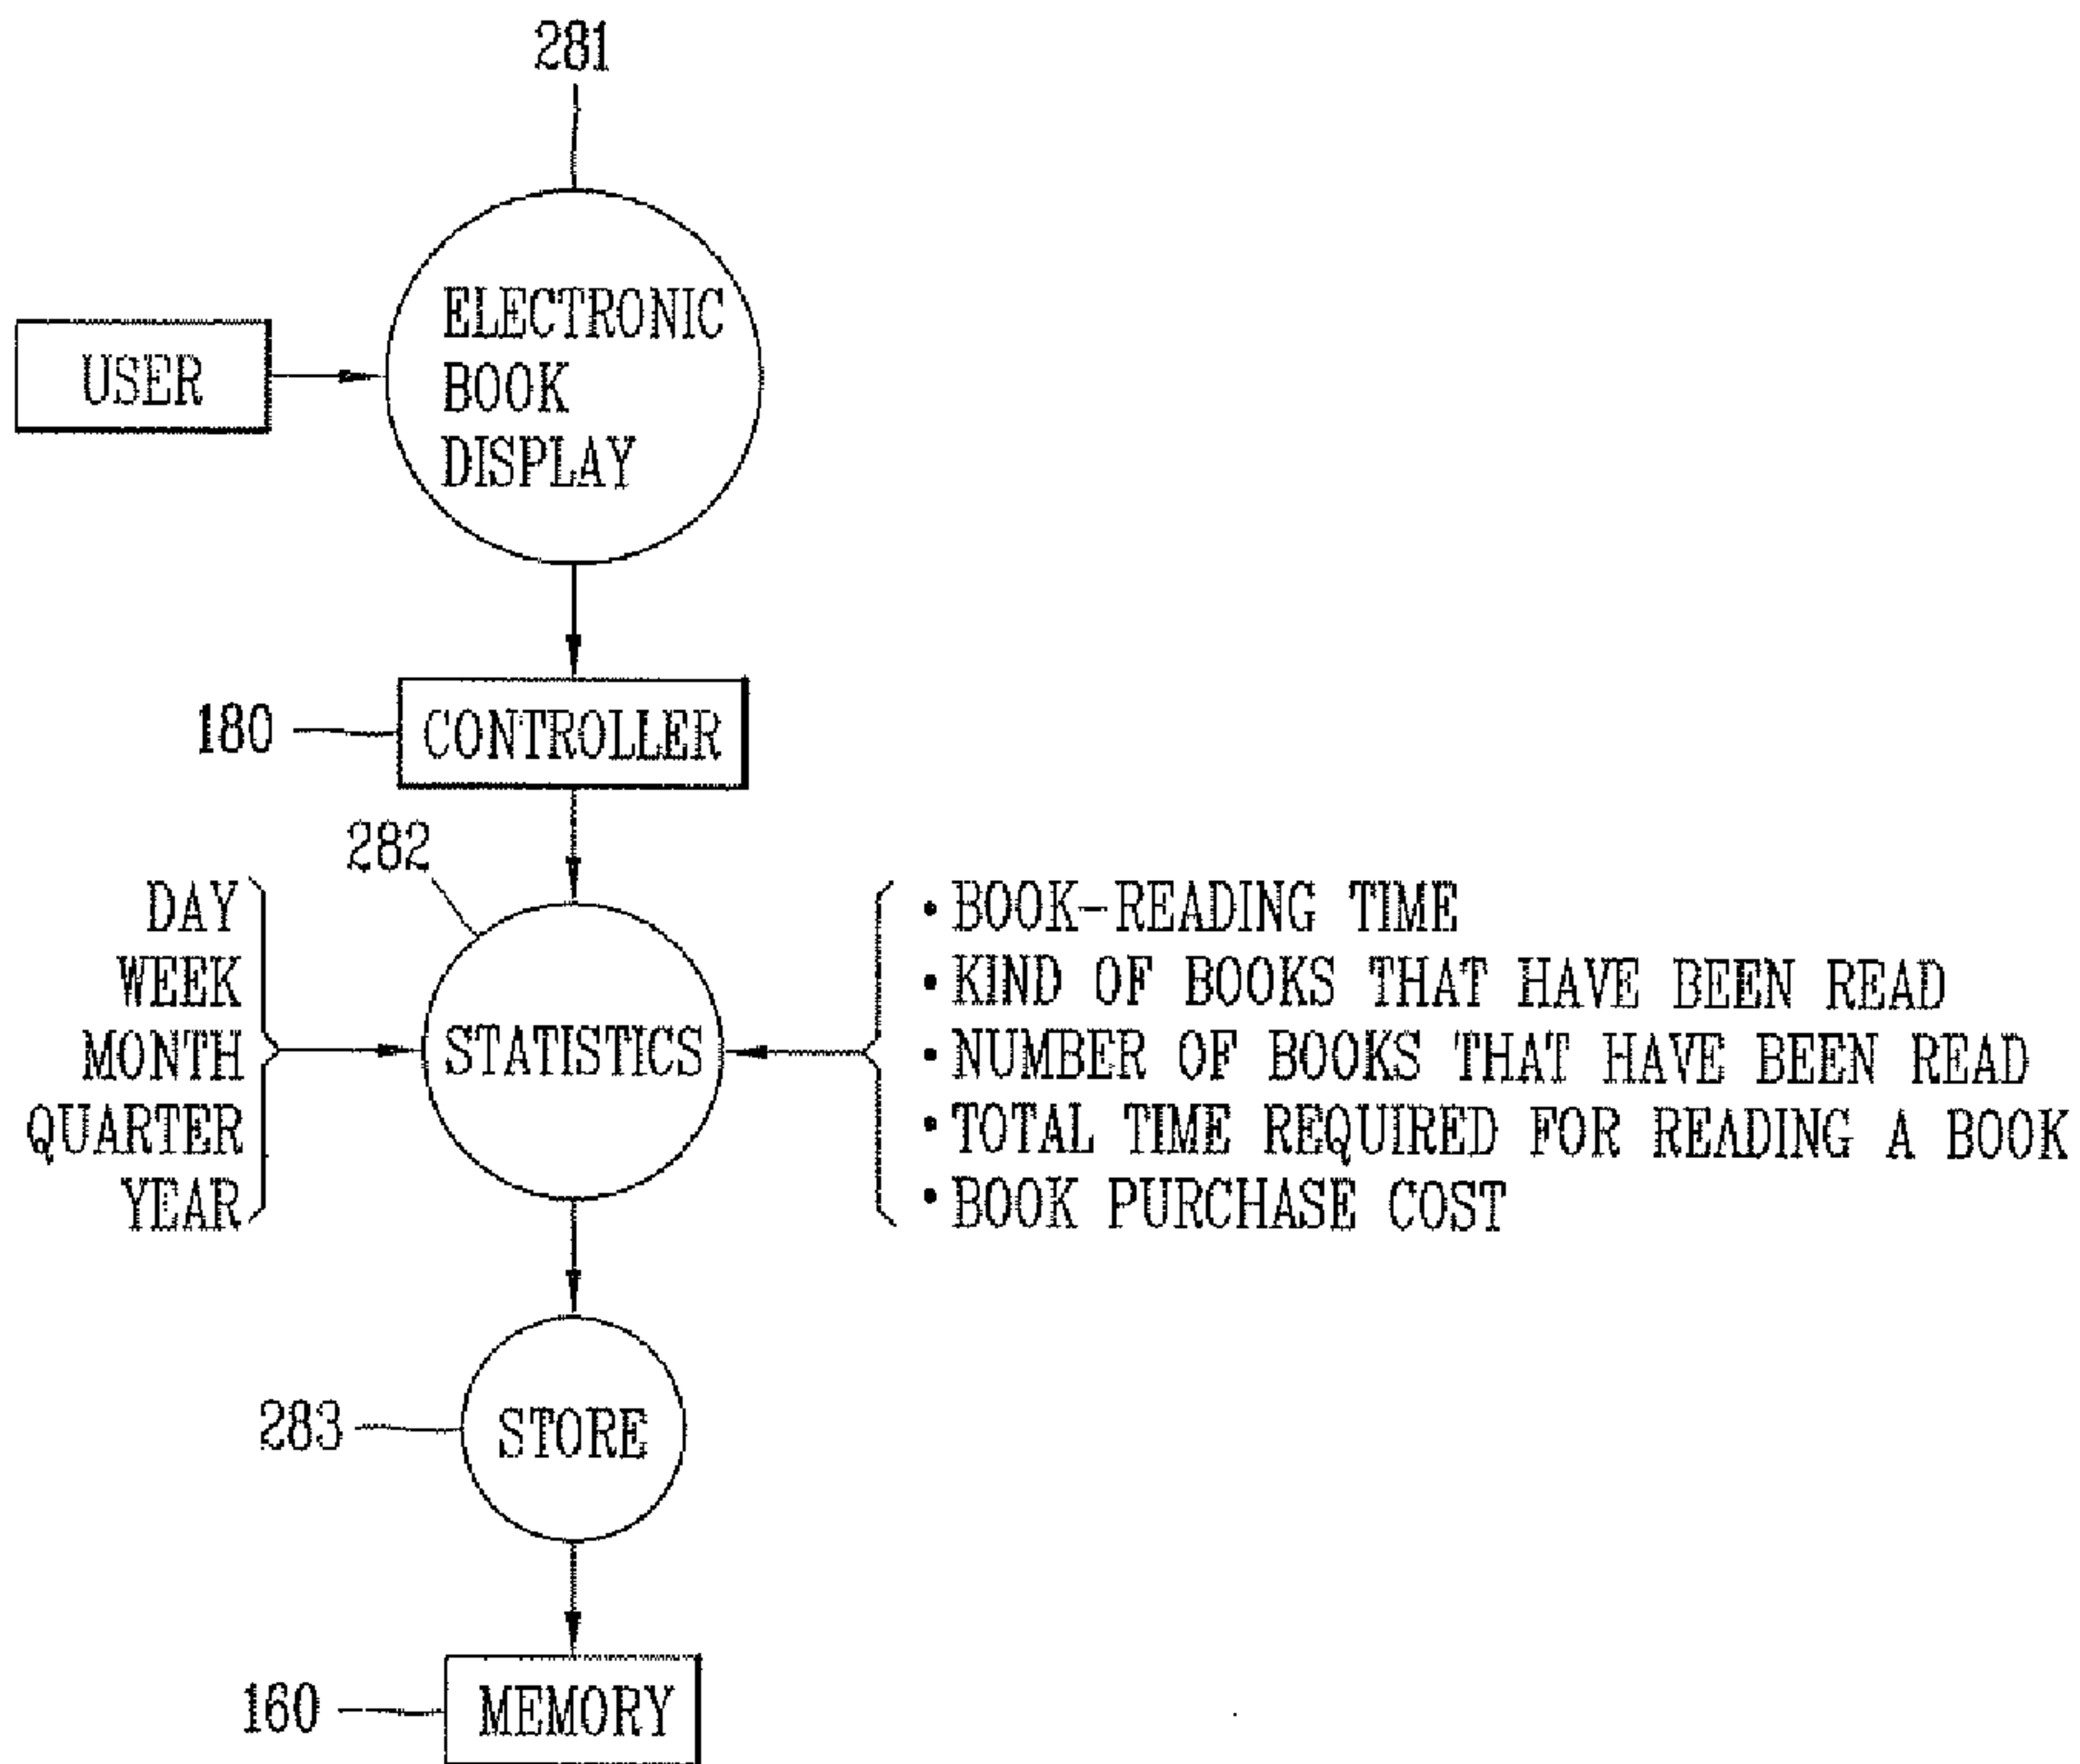 281
USER
ELECTRONIC
BOOK
DISPLAY
180
CONTROLLER
282
DAY
WEEK
MONTH
QUARTER
YEAR
STATISTICS
• BOOK-READING TIME
• KIND OF BOOKS THAT HAVE BEEN READ
• NUMBER OF BOOKS THAT HAVE BEEN READ
• TOTAL TIME REQUIRED FOR READING A BOOK
• BOOK PURCHASE COST
283
STORE
160
MEMORY